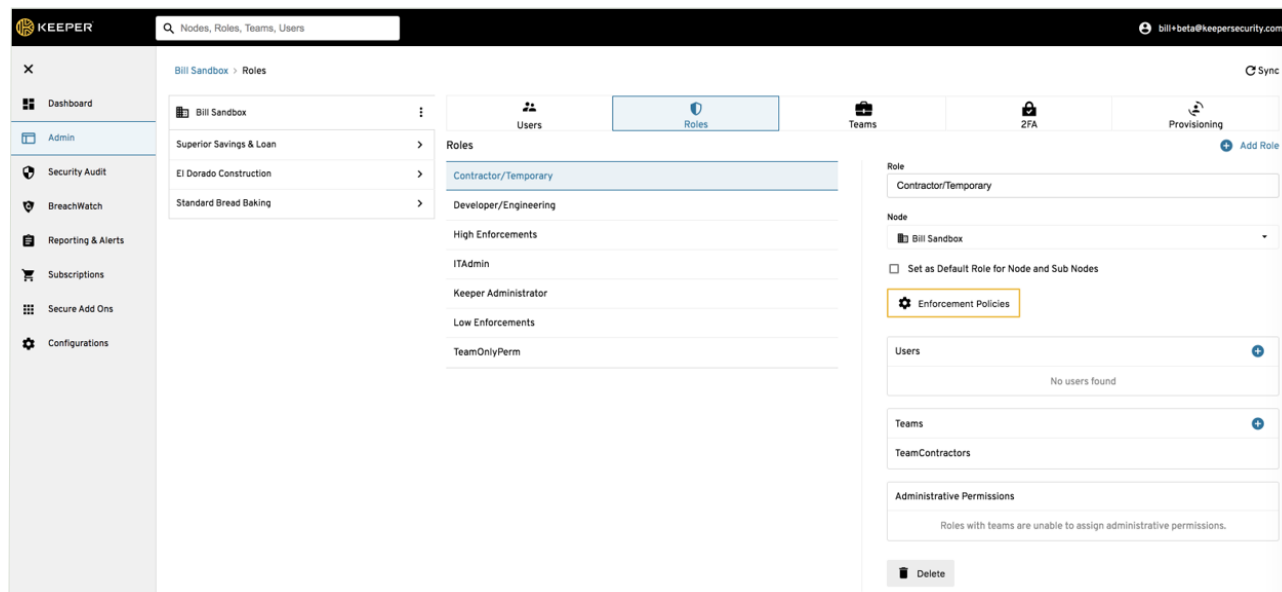 KEEPER
Nodes, Roles, Teams, Users
bill+beta@keepersecurity.com
Bill Sandbox > Roles
Sync
Dashboard
Admin
Security Audit
BreachWatch
Reporting & Alerts
Subscriptions
Secure Add Ons
Configurations
Bill Sandbox
Superior Savings & Loan
El Dorado Construction
Standard Bread Baking
Users
Roles
Teams
2FA
Provisioning
Roles
Add Role
Contractor/Temporary
Developer/Engineering
High Enforcements
ITAdmin
Keeper Administrator
Low Enforcements
TeamOnlyPerm
Role
Contractor/Temporary
Node
Bill Sandbox
Set as Default Role for Node and Sub Nodes
Enforcement Policies
Users
No users found
Teams
TeamContractors
Administrative Permissions
Roles with teams are unable to assign administrative permissions.
Delete